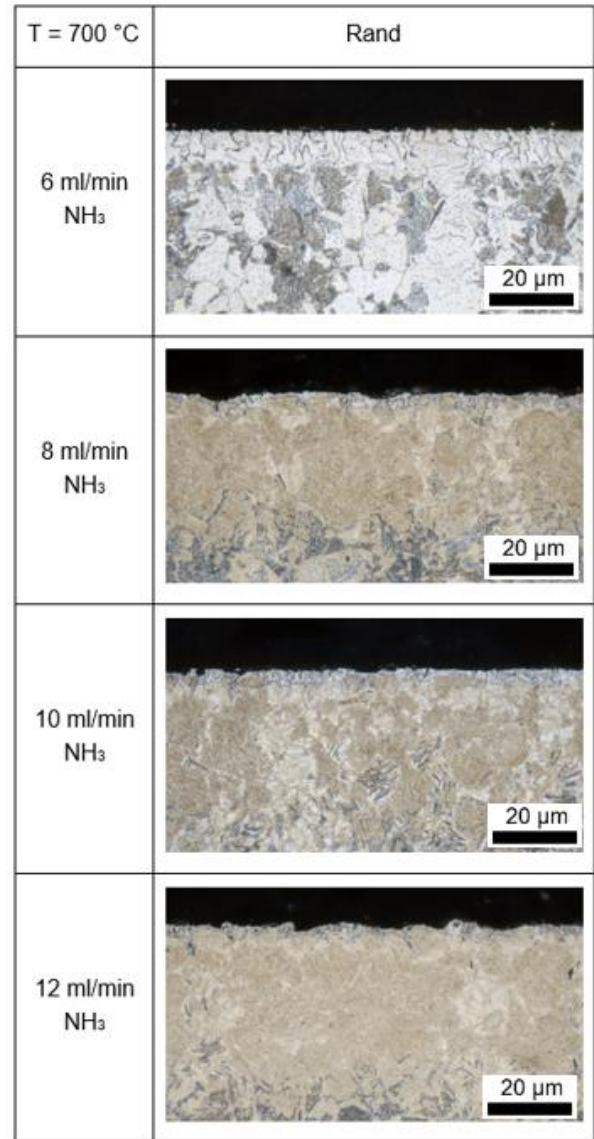 T = 700 °C
Rand
6 ml/min
NH₃
20 µm
8 ml/min
NH₃
20 µm
10 ml/min
NH₃
20 µm
12 ml/min
NH₃
20 µm